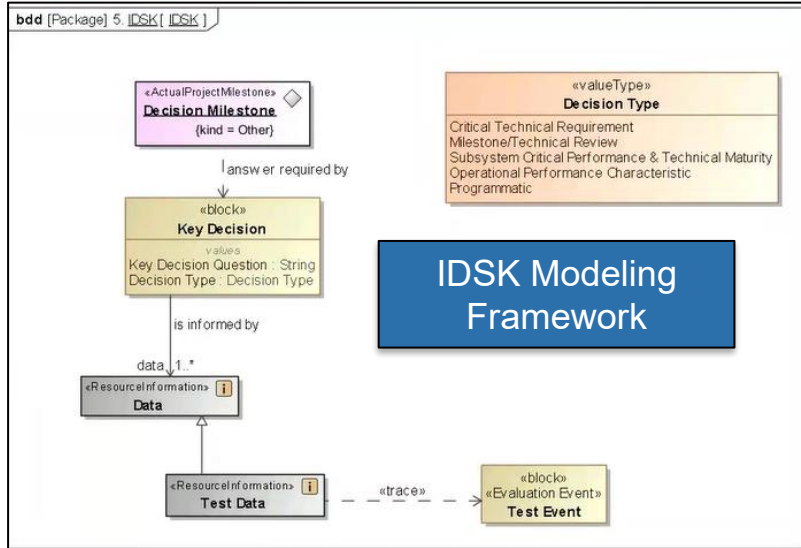 bdd [Package] 5. IDSK [ IDSK ]
«ActualProjectMilestone»
Decision Milestone
{kind = Other}
«valueType»
Decision Type
Critical Technical Requirement
Milestone/Technical Review
Subsystem Critical Performance & Technical Maturity
Operational Performance Characteristic
Programmatic
answer required by
«block»
Key Decision
values
Key Decision Question : String
Decision Type : Decision Type
IDSK Modeling
Framework
is informed by
data 1..*
«ResourceInformation» i
Data
«ResourceInformation» i
Test Data
«trace»
«block»
«Evaluation Event»
Test Event